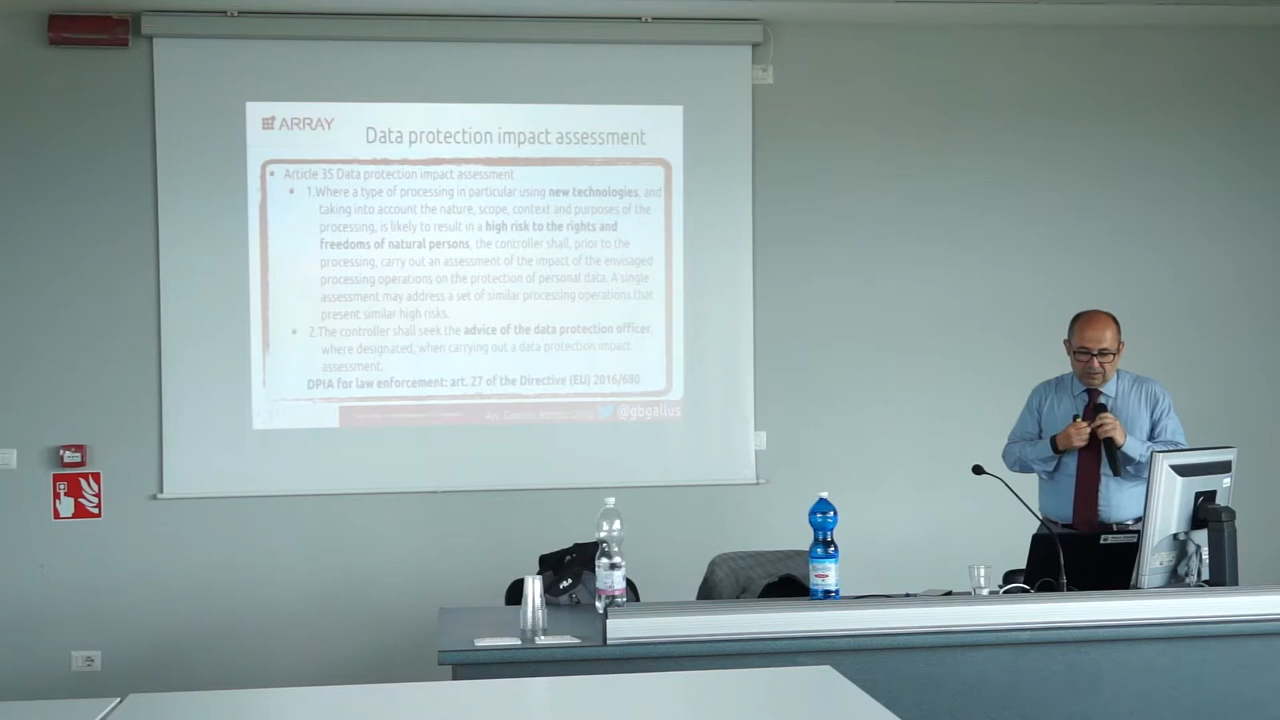 ARRAY
Data protection impact assessment
Article 35 Data protection impact assessment
1.Where a type of processing in particular using new technologies, and
taking into account the nature, scope, context and purposes of the
processing, is likely to result in a high risk to the rights and
freedoms of natural persons, the controller shall, prior to the
processing, carry out an assessment of the impact of the envisaged
processing operations on the protection of personal data. A single
assessment may address a set of similar processing operations that
present similar high risks.
2.The controller shall seek the advice of the data protection officer,
where designated, when carrying out a data protection impact
assessment.
DPIA for law enforcement: art. 27 of the Directive (EU) 2016/680
@gbgallus
FILA